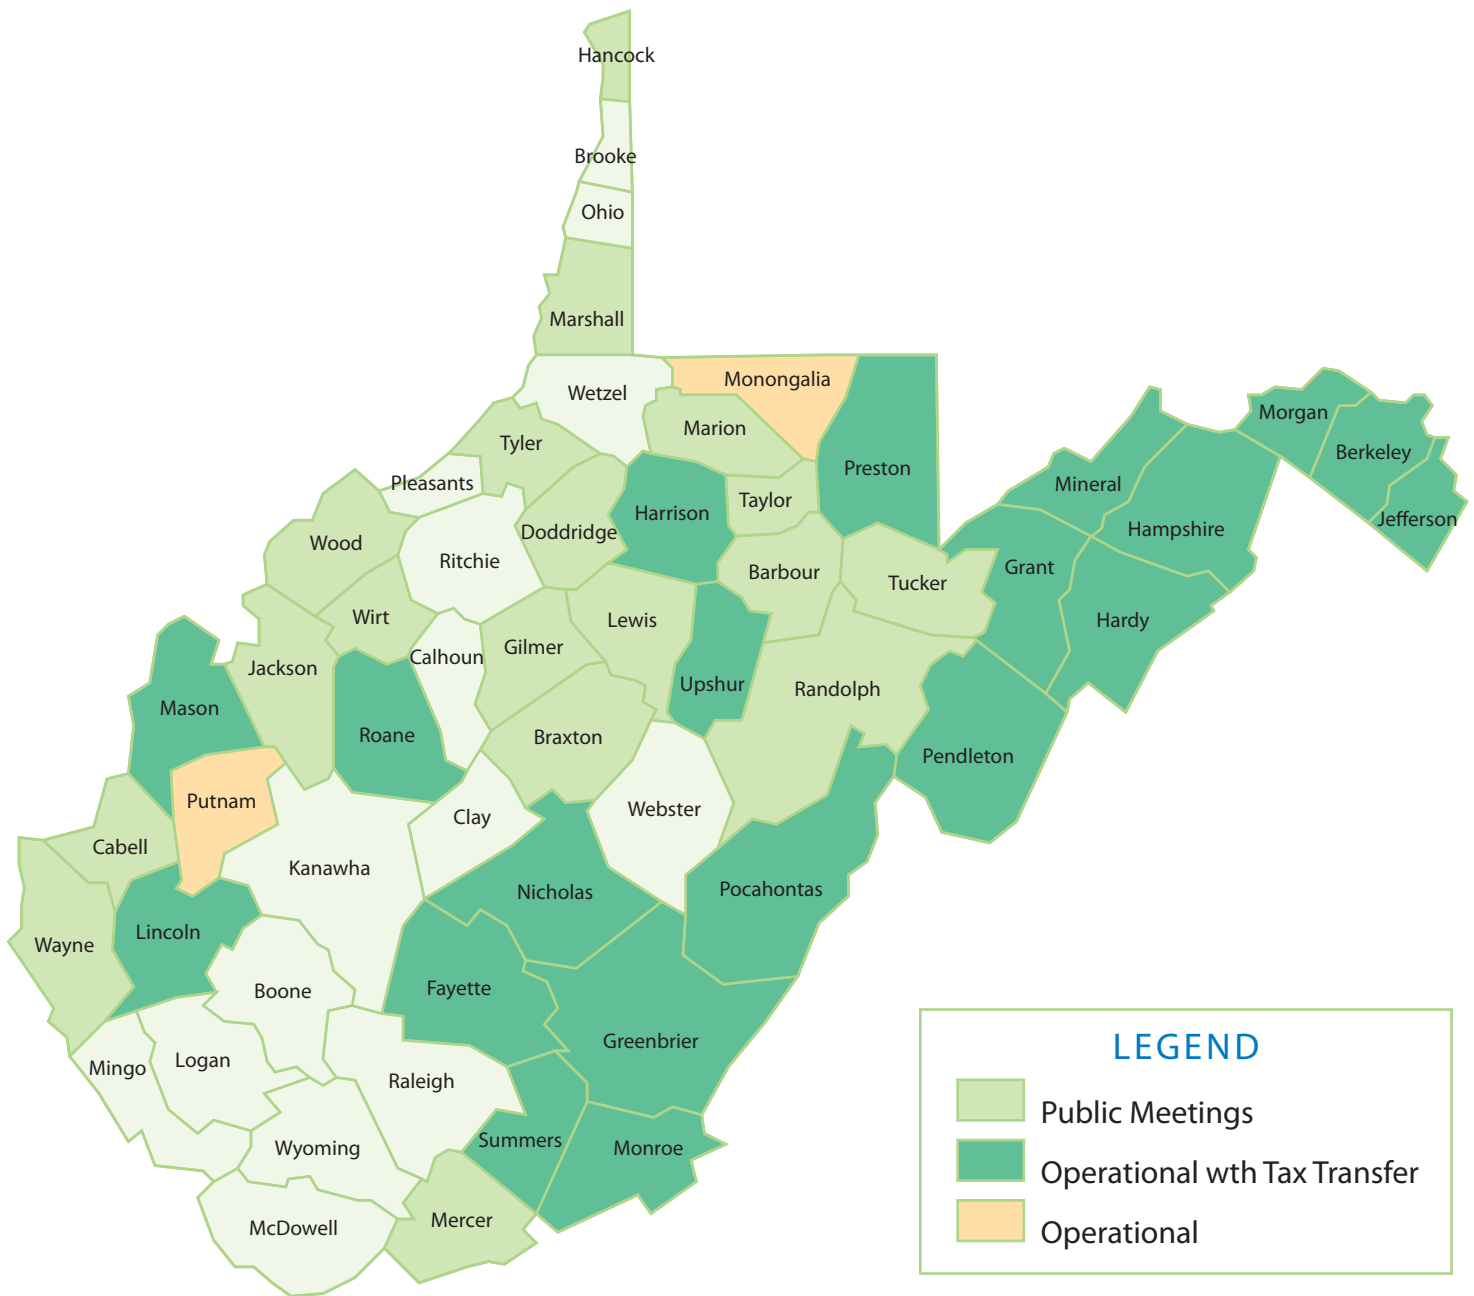 Hancock
Brooke
Ohio
Marshall
Wetzel
Monongalia
Marion
Tyler
Preston
Morgan
Berkeley
Mineral
Jefferson
Hampshire
Pleasants
Taylor
Harrison
Doddridge
Wood
Ritchie
Barbour
Tucker
Grant
Hardy
Wirt
Lewis
Gilmer
Calhoun
Jackson
Upshur
Randolph
Mason
Roane
Braxton
Pendleton
Putnam
Webster
Clay
Cabell
Kanawha
Nicholas
Pocahontas
Lincoln
Wayne
Fayette
Boone
Greenbrier
Logan
Mingo
Raleigh
Summers
Monroe
Wyoming
Mercer
McDowell
LEGEND
Public Meetings
Operational wth Tax Transfer
Operational